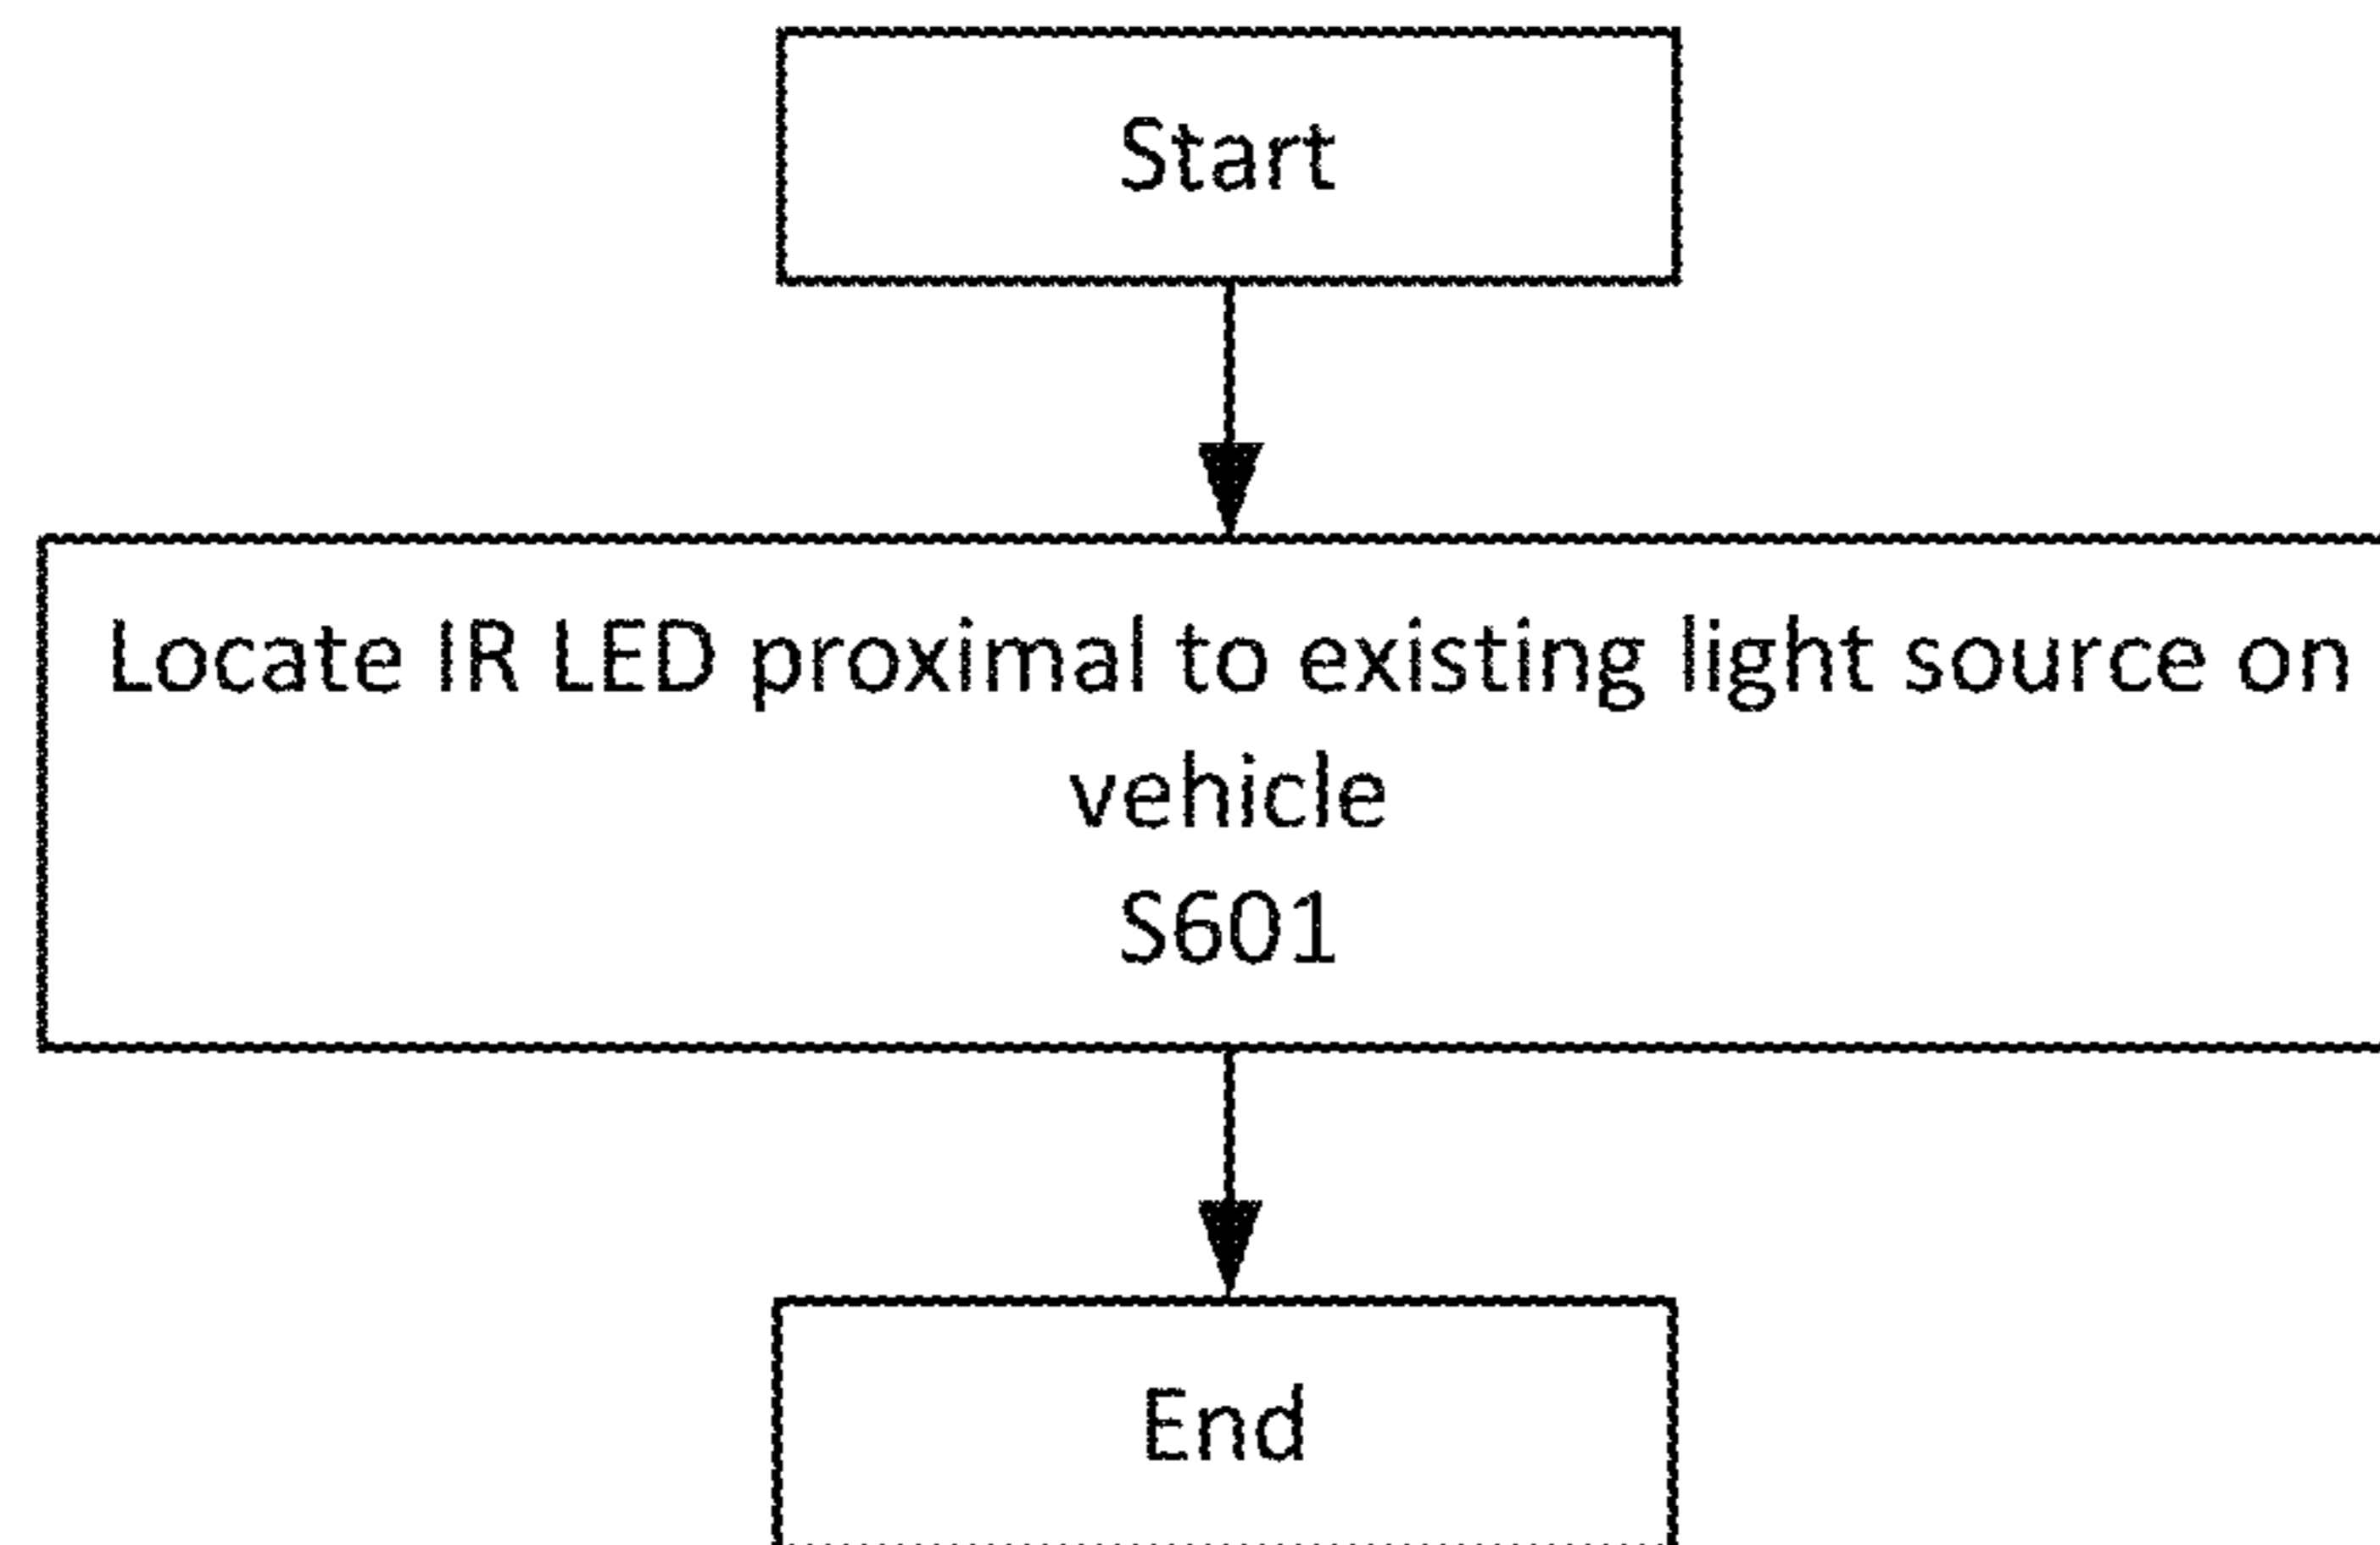 Start
Locate IR LED proximal to existing light source on
vehicle
S601
End